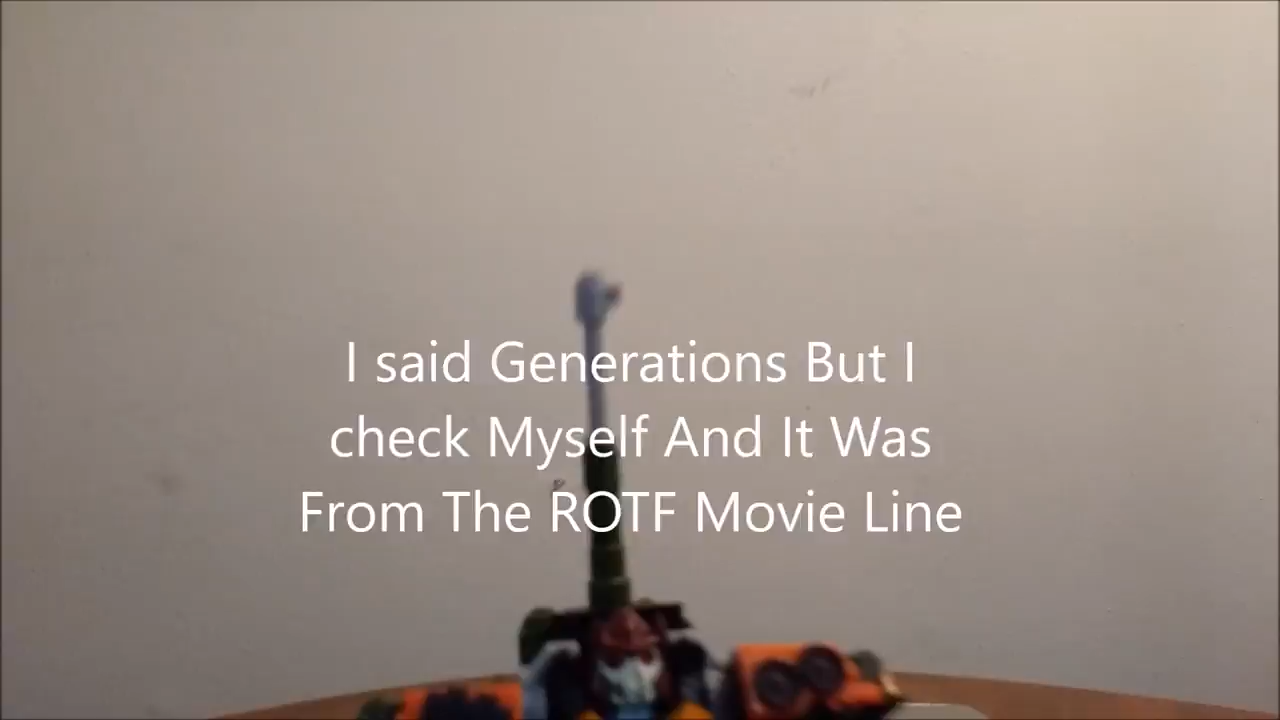 I said Generations But I
check Myself And It Was
From The ROTF Movie Line